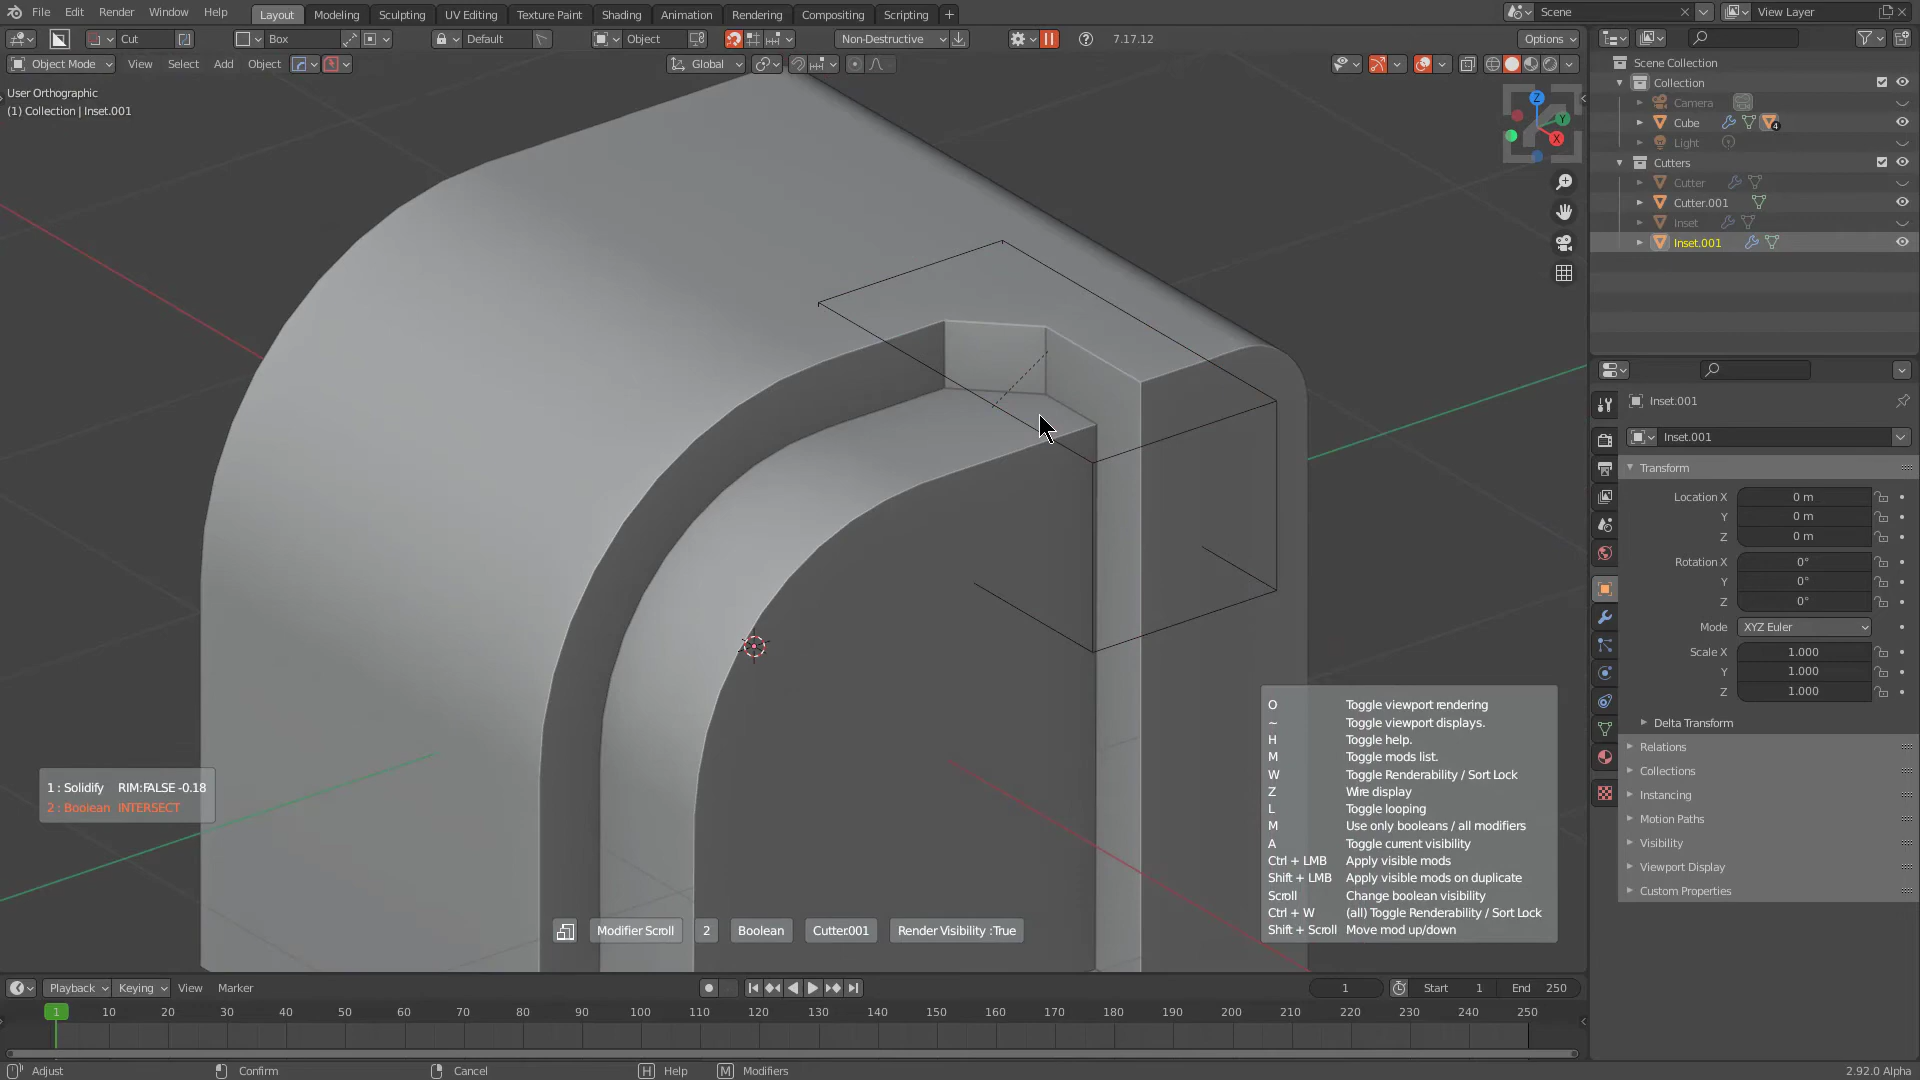 File Edit Render Window Help Layout Modeling Sculpting UV Editing Texture Paint Shading Animation Rendering Compositing Scripting + Scene View Layer
Cut Box Default Object Non-Destructive 7.17.12 Options
Object Mode View Select Add Object Global
User Orthographic
(1) Collection | Inset.001
Z
Y
X
Scene Collection
Collection
Camera
Cube 4
Light
Cutters
Cutter
Cutter.001
Inset
Inset.001
Inset.001
Inset.001
Transform
Location X 0 m
Y 0 m
Z 0 m
Rotation X 0°
Y 0°
Z 0°
Mode XYZ Euler
Scale X 1.000
Y 1.000
Z 1.000
Delta Transform
Relations
Collections
Instancing
Motion Paths
Visibility
Viewport Display
Custom Properties
O Toggle viewport rendering
~ Toggle viewport displays.
H Toggle help.
M Toggle mods list.
W Toggle Renderability / Sort Lock
Z Wire display
L Toggle looping
M Use only booleans / all modifiers
A Toggle current visibility
Ctrl + LMB Apply visible mods
Shift + LMB Apply visible mods on duplicate
Scroll Change boolean visibility
Ctrl + W (all) Toggle Renderability / Sort Lock
Shift + Scroll Move mod up/down
1 : Solidify RIM:FALSE -0.18
2 : Boolean INTERSECT
Modifier Scroll 2 Boolean Cutter.001 Render Visibility :True
Playback Keying View Marker 1 Start 1 End 250
1 10 20 30 40 50 60 70 80 90 100 110 120 130 140 150 160 170 180 190 200 210 220 230 240 250
Adjust Confirm Cancel H Help M Modifiers 2.92.0 Alpha